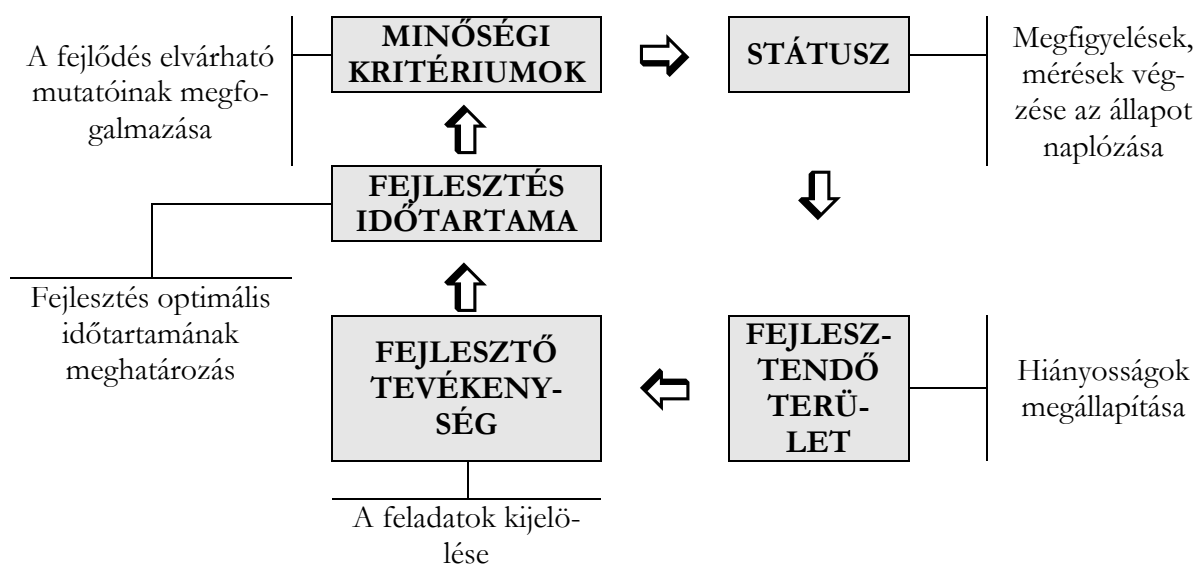 A fejlődés elvárható
mutatóinak megfo-
galmazása
MINŐSÉGI
KRITÉRIUMOK
STÁTUSZ
Megfigyelések,
mérések vég-
zése az állapot
naplózása
FEJLESZTÉS
IDŐTARTAMA
Fejlesztés optimális
időtartamának
meghatározás
FEJLESZTŐ
TEVÉKENY-
SÉG
FEJLESZ-
TENDŐ
TERÜ-
LET
Hiányosságok
megállapítása
A feladatok kijelö-
lése